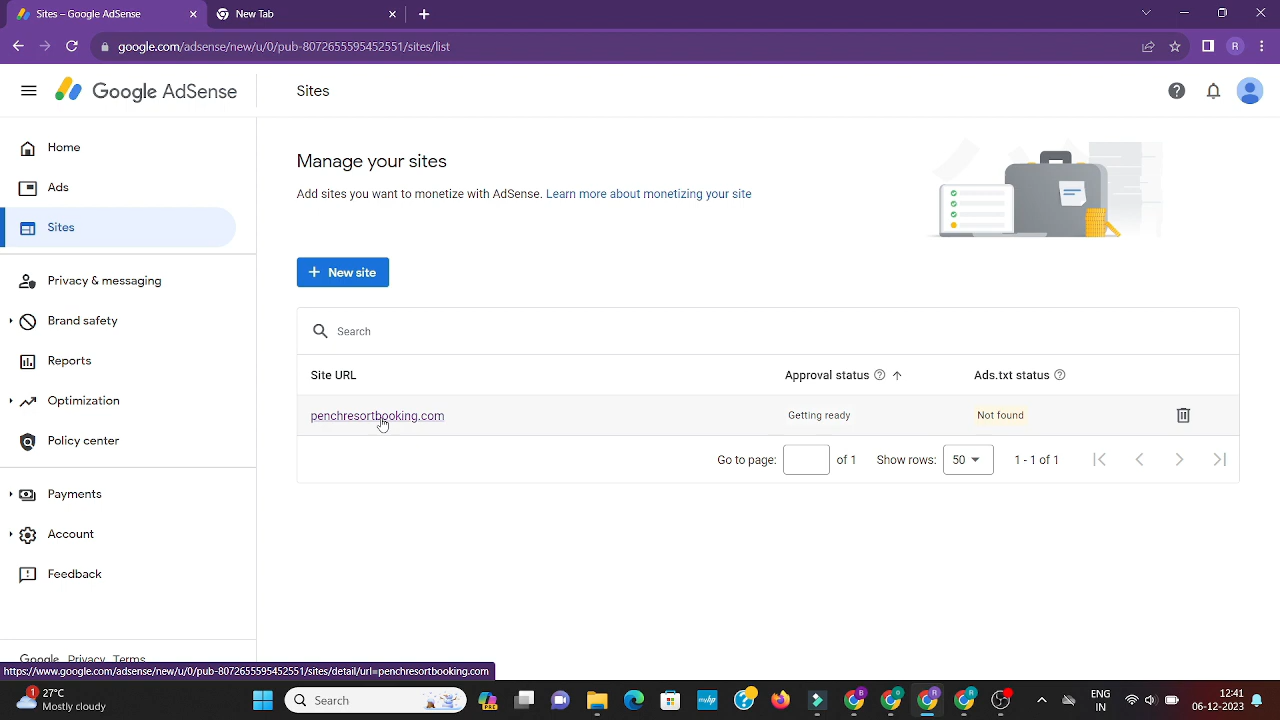 Sites – Google AdSense
New Tab
google.com/adsense/new/u/0/pub-8072655595452551/sites/list
R
Google AdSense
Sites
Home
Ads
Sites
Privacy & messaging
Brand safety
Reports
Optimization
Policy center
Payments
Account
Feedback
Google Privacy Terms
Manage your sites
Add sites you want to monetize with AdSense. Learn more about monetizing your site
+ New site
Search
Site URL Approval status Ads.txt status
penchresortbooking.com Getting ready Not found
Go to page: of 1 Show rows: 50 1 - 1 of 1
https://www.google.com/adsense/new/u/0/pub-8072655595452551/sites/detail/url=penchresortbooking.com
1
27°C
Mostly cloudy
Search
ENG
IN
12:41
06-12-2023